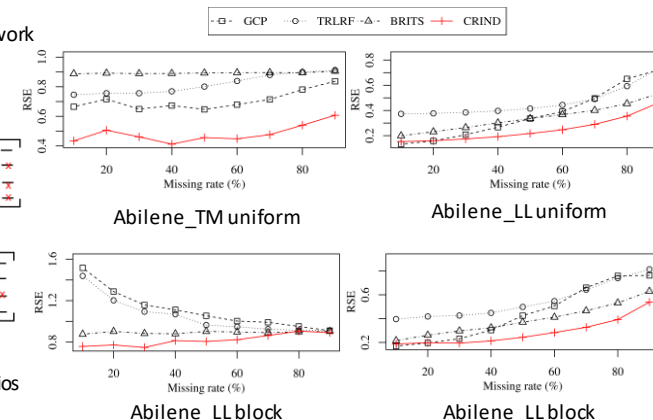 GCP TRLRF BRITS CRIND
work
RSE
0.4 0.6 0.8 1.0
20 40 60 80
Missing rate (%)
Abilene_TM uniform
RSE
0.2 0.4 0.6 0.8
20 40 60 80
Missing rate (%)
Abilene_LL uniform
RSE
0.8 1.2 1.6
20 40 60 80
Missing rate (%)
Abilene_LL block
RSE
0.2 0.6
20 40 60 80
Missing rate (%)
Abilene_LL block
ios